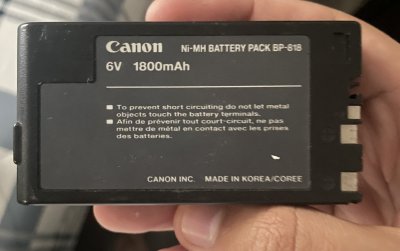 Canon Ni-MH BATTERY PACK BP-818
6V 1800mAh
■ To prevent short circuiting do not let metal
objects touch the battery terminals.
■ Afin de prévenir tout court-circuit, ne pas
mettre de métal en contact avec les prises
des batteries.
CANON INC. MADE IN KOREA/COREE